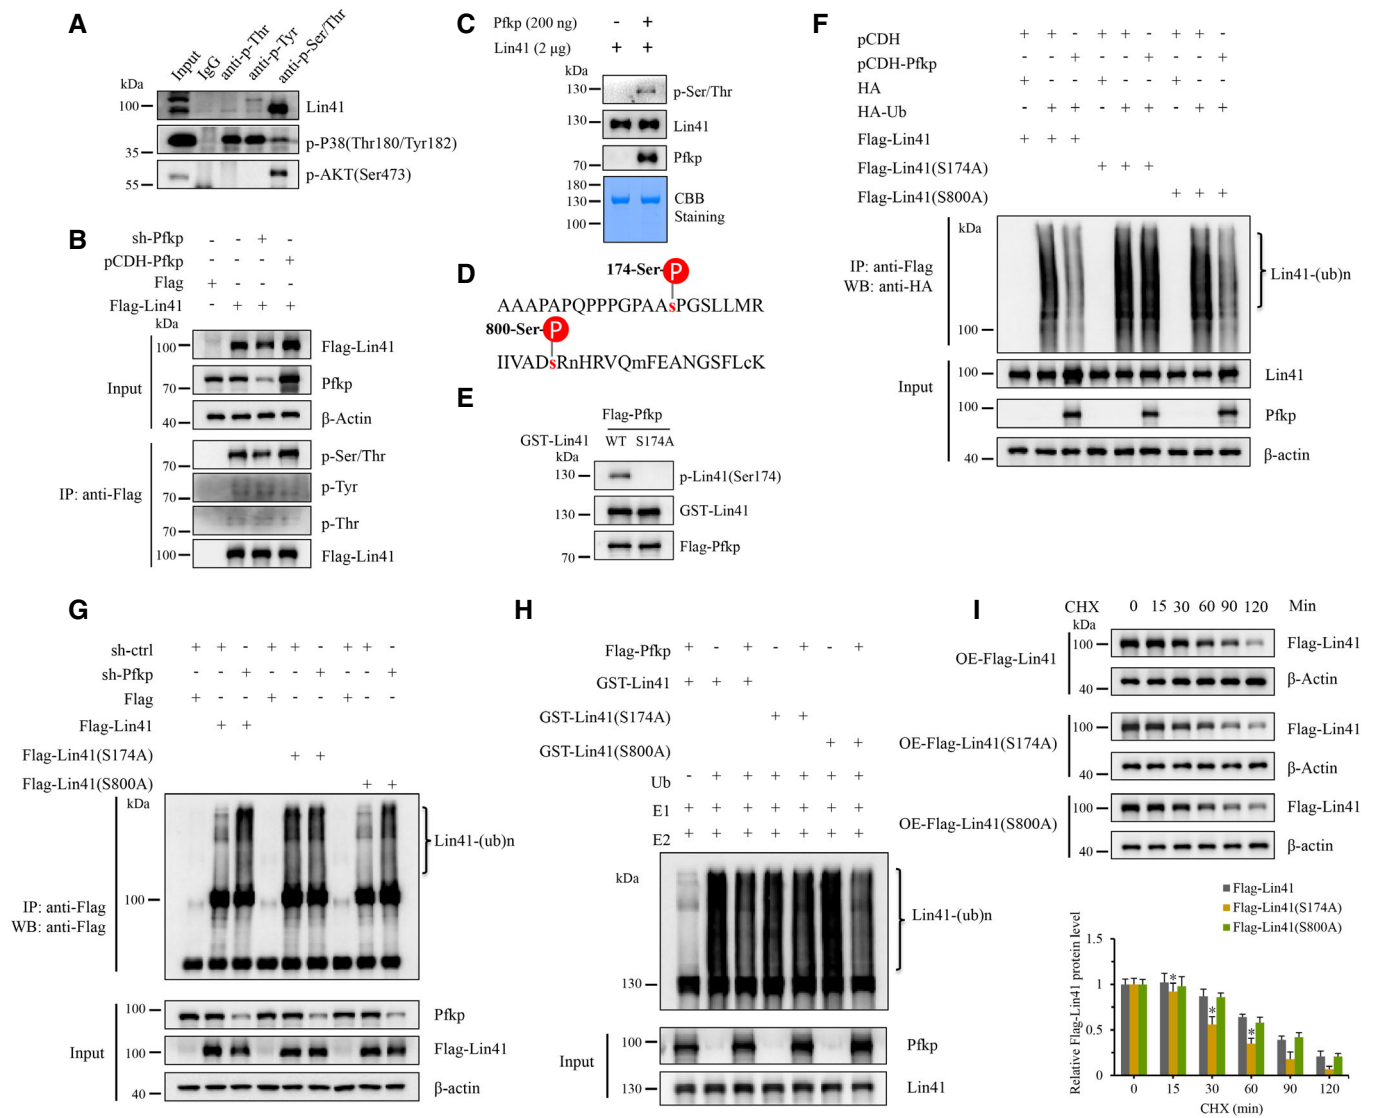 A
Input
IgG
anti-p-Thr
anti-p-Tyr
anti-p-Ser/Thr
kDa
100
Lin41
35
p-P38(Thr180/Tyr182)
55
p-AKT(Ser473)
B
sh-Pfkp - - + -
pCDH-Pfkp - - - +
Flag + - - -
Flag-Lin41 - + + +
kDa
Input
100
Flag-Lin41
70
Pfkp
40
β-Actin
IP: anti-Flag
70
p-Ser/Thr
70
p-Tyr
70
p-Thr
100
Flag-Lin41
C
Pfkp (200 ng) - +
Lin41 (2 μg) + +
kDa
130
p-Ser/Thr
130
Lin41
70
Pfkp
180
130
100
CBB
Staining
D
174-Ser-P
AAAPAPQPPPGPAAsPGSLLMR
800-Ser-P
IIVADsRnHRVQmFEANGSFLcK
E
Flag-Pfkp
GST-Lin41 WT S174A
kDa
130
p-Lin41(Ser174)
130
GST-Lin41
70
Flag-Pfkp
F
pCDH + + - + + - + + -
pCDH-Pfkp - - + - - + - - +
HA + - - + - - + - -
HA-Ub - + + - + + - + +
Flag-Lin41 + + +
Flag-Lin41(S174A) + + +
Flag-Lin41(S800A) + + +
kDa
IP: anti-Flag
WB: anti-HA
100
Lin41-(ub)n
Input
100
Lin41
100
Pfkp
40
β-actin
G
sh-ctrl + + - + + - + + -
sh-Pfkp - - + - - + - - +
Flag + - - + - - + - -
Flag-Lin41 + +
Flag-Lin41(S174A) + +
Flag-Lin41(S800A) + +
kDa
Lin41-(ub)n
100
IP: anti-Flag
WB: anti-Flag
Input
100
Pfkp
100
Flag-Lin41
40
β-actin
H
Flag-Pfkp + - + - + - +
GST-Lin41 + + +
GST-Lin41(S174A) + +
GST-Lin41(S800A) + +
Ub - + + + + + +
E1 + + + + + + +
E2 + + + + + + +
kDa
Lin41-(ub)n
130
Input
100
Pfkp
130
Lin41
I
CHX 0 15 30 60 90 120 Min
kDa
OE-Flag-Lin41
100
Flag-Lin41
40
β-Actin
OE-Flag-Lin41(S174A)
100
Flag-Lin41
40
β-Actin
OE-Flag-Lin41(S800A)
100
Flag-Lin41
40
β-actin
Flag-Lin41
Flag-Lin41(S174A)
Flag-Lin41(S800A)
Relative Flag-Lin41 protein level
1.5
1
0.5
0
* * *
0 15 30 60 90 120
CHX (min)